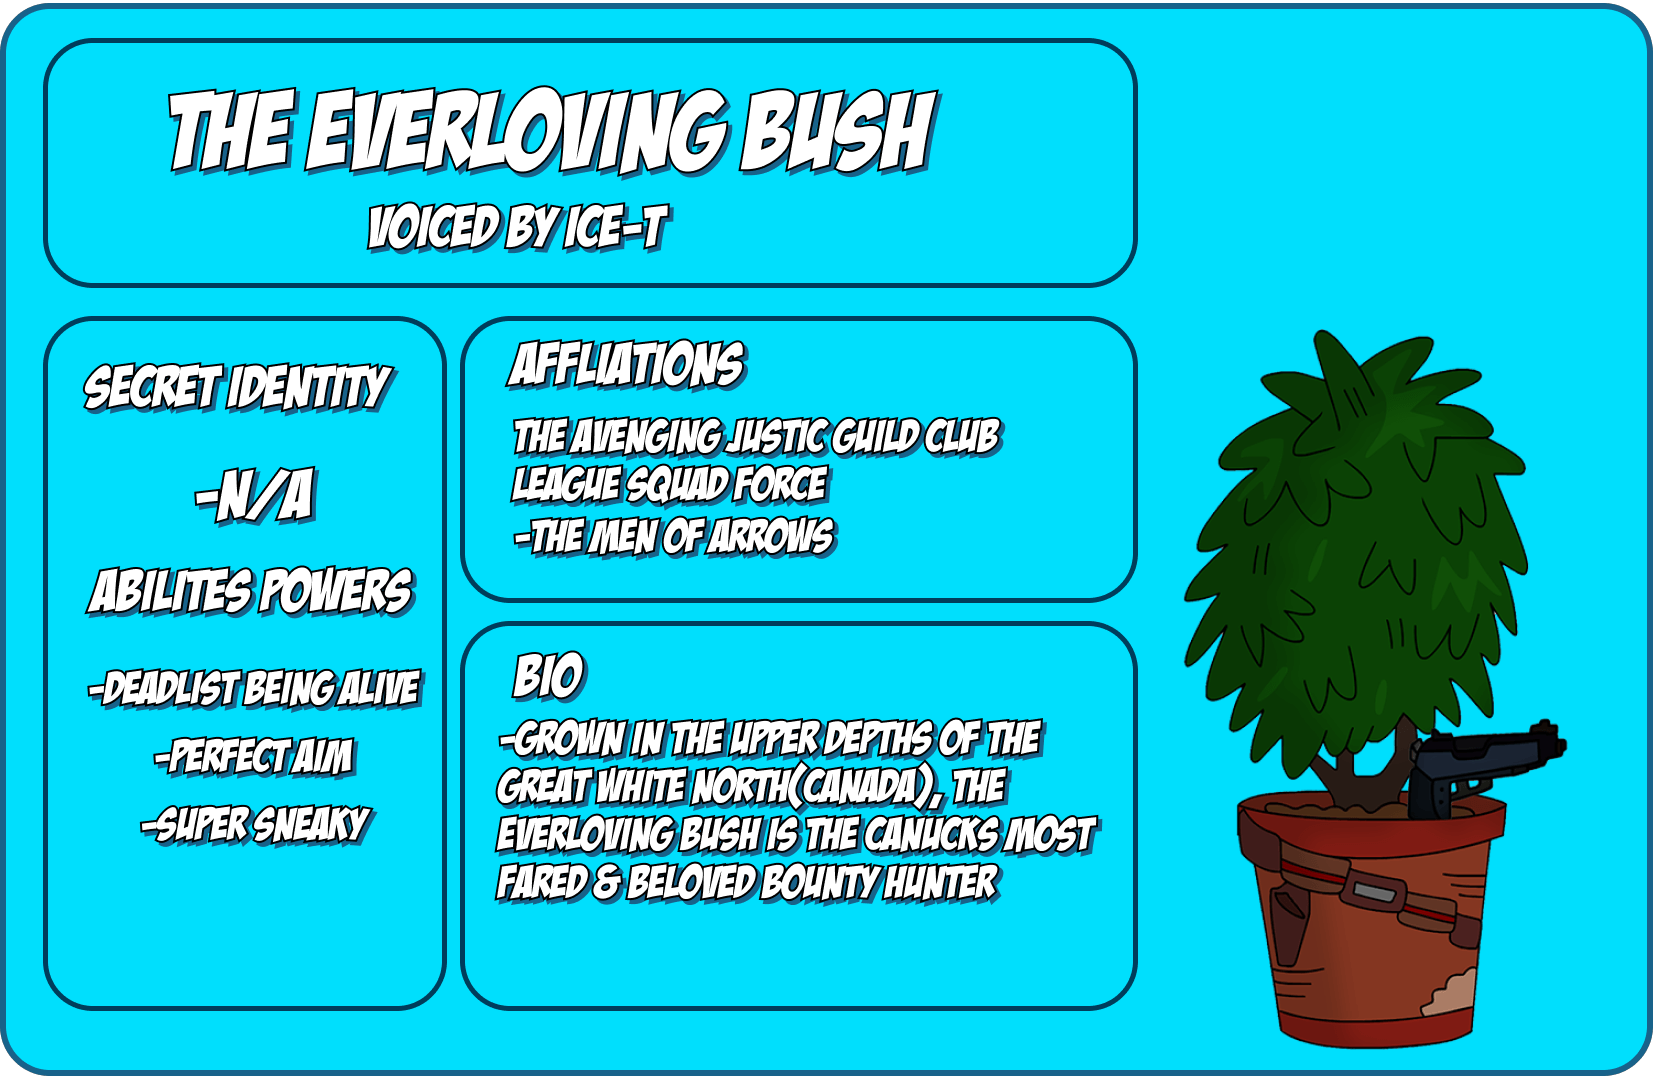 THE EVERLOVING BUSH
VOICED BY ICE-T
SECRET IDENTITY
-N/A
ABILITES POWERS
-DEADLIST BEING ALIVE
-PERFECT AIM
-SUPER SNEAKY
AFFLIATIONS
THE AVENGING JUSTIC GUILD CLUB
LEAGUE SQUAD FORCE
-THE MEN OF ARROWS
BIO
-GROWN IN THE UPPER DEPTHS OF THE
GREAT WHITE NORTH(CANADA), THE
EVERLOVING BUSH IS THE CANUCKS MOST
FARED & BELOVED BOUNTY HUNTER